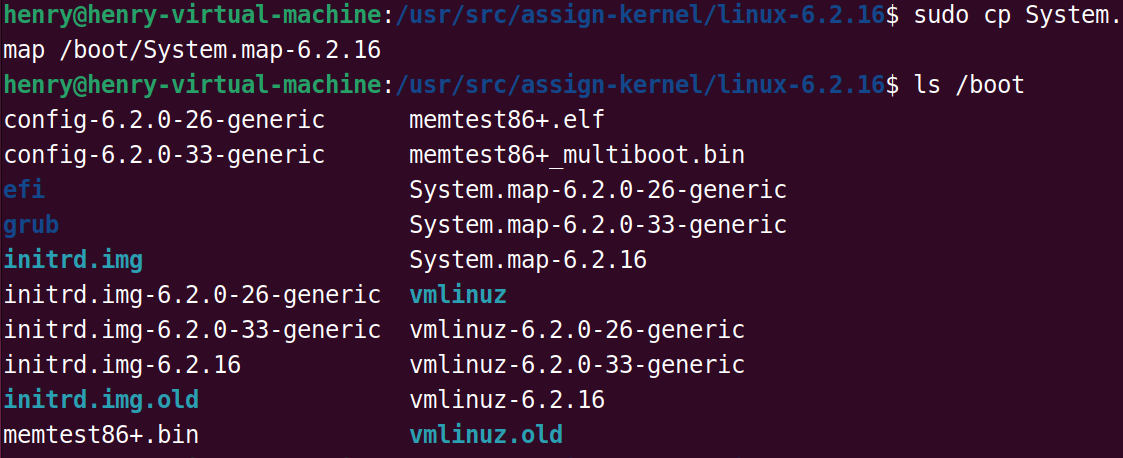 henry@henry-virtual-machine:/usr/src/assign-kernel/linux-6.2.16$ sudo cp System.
map /boot/System.map-6.2.16
henry@henry-virtual-machine:/usr/src/assign-kernel/linux-6.2.16$ ls /boot
config-6.2.0-26-generic      memtest86+.elf
config-6.2.0-33-generic      memtest86+_multiboot.bin
efi                          System.map-6.2.0-26-generic
grub                         System.map-6.2.0-33-generic
initrd.img                   System.map-6.2.16
initrd.img-6.2.0-26-generic  vmlinuz
initrd.img-6.2.0-33-generic  vmlinuz-6.2.0-26-generic
initrd.img-6.2.16            vmlinuz-6.2.0-33-generic
initrd.img.old               vmlinuz-6.2.16
memtest86+.bin               vmlinuz.old